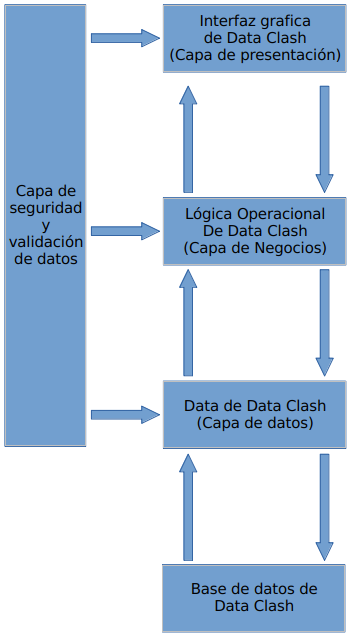 Interfaz grafica
de Data Clash
(Capa de presentación)
Capa de
seguridad
y
validación
de datos
Lógica Operacional
De Data Clash
(Capa de Negocios)
Data de Data Clash
(Capa de datos)
Base de datos de
Data Clash